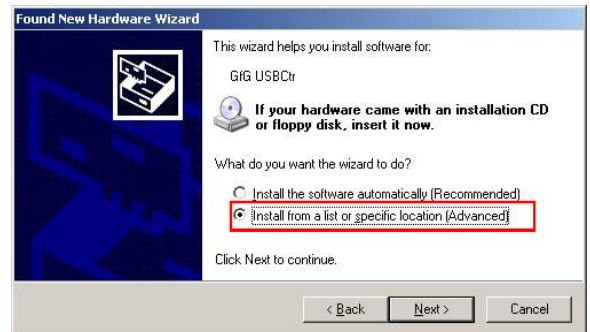 Found New Hardware Wizard
This wizard helps you install software for:
GfG USBCtr
If your hardware came with an installation CD
or floppy disk, insert it now.
What do you want the wizard to do?
Install the software automatically (Recommended)
Install from a list or specific location (Advanced)
Click Next to continue.
< Back Next > Cancel